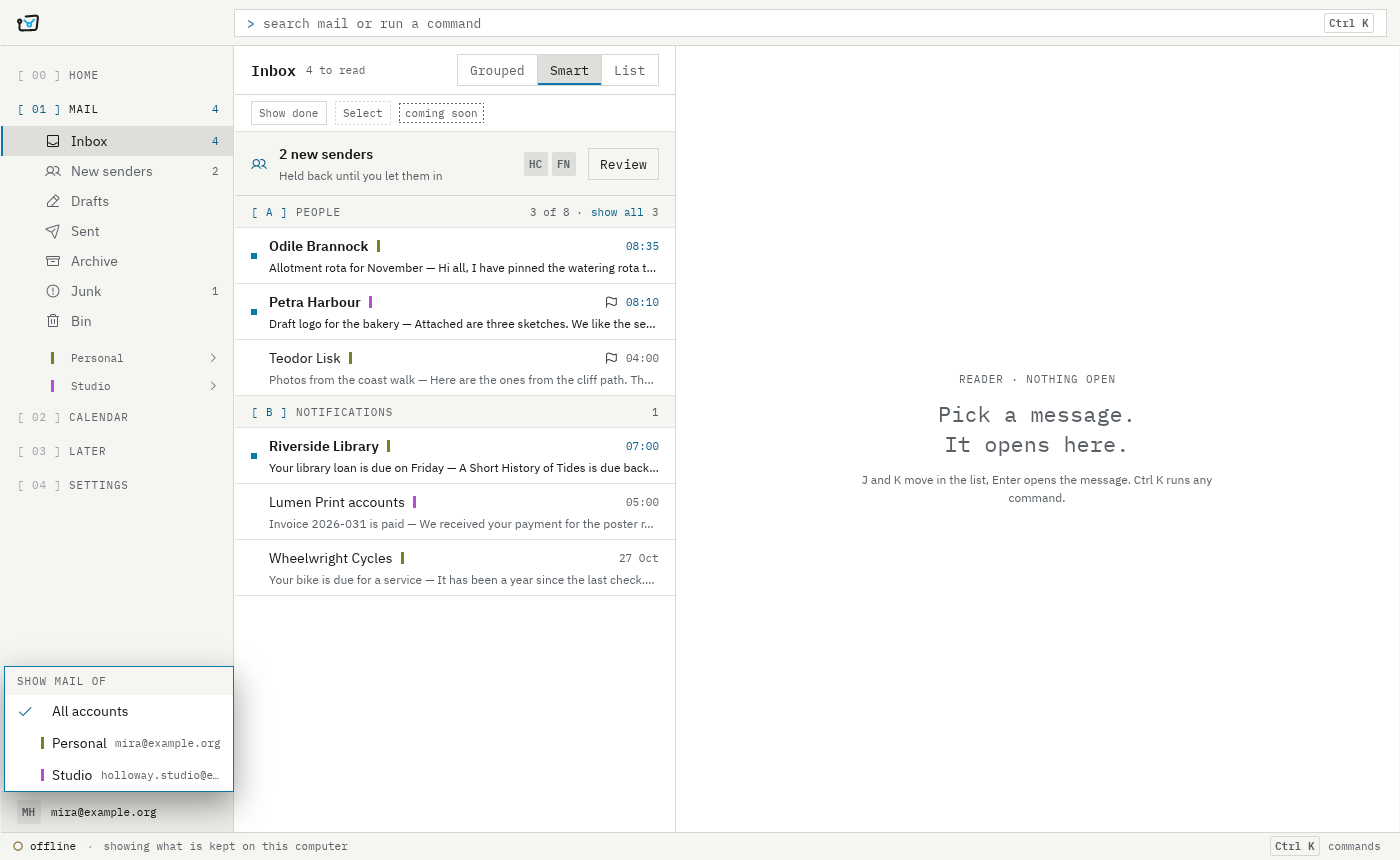 > search mail or run a command Ctrl K
[ 00 ] HOME
[ 01 ] MAIL 4
Inbox 4
New senders 2
Drafts
Sent
Archive
Junk 1
Bin
Personal
Studio
[ 02 ] CALENDAR
[ 03 ] LATER
[ 04 ] SETTINGS
SHOW MAIL OF
All accounts
Personal mira@example.org
Studio holloway.studio@e…
MH mira@example.org
Inbox 4 to read Grouped Smart List
Show done Select coming soon
2 new senders
Held back until you let them in
HC FN Review
[ A ] PEOPLE 3 of 8 · show all 3
Odile Brannock 08:35
Allotment rota for November — Hi all, I have pinned the watering rota t…
Petra Harbour 08:10
Draft logo for the bakery — Attached are three sketches. We like the se…
Teodor Lisk 04:00
Photos from the coast walk — Here are the ones from the cliff path. Th…
[ B ] NOTIFICATIONS 1
Riverside Library 07:00
Your library loan is due on Friday — A Short History of Tides is due back…
Lumen Print accounts 05:00
Invoice 2026-031 is paid — We received your payment for the poster r…
Wheelwright Cycles 27 Oct
Your bike is due for a service — It has been a year since the last check.…
READER · NOTHING OPEN
Pick a message.
It opens here.
J and K move in the list, Enter opens the message. Ctrl K runs any
command.
offline · showing what is kept on this computer Ctrl K commands